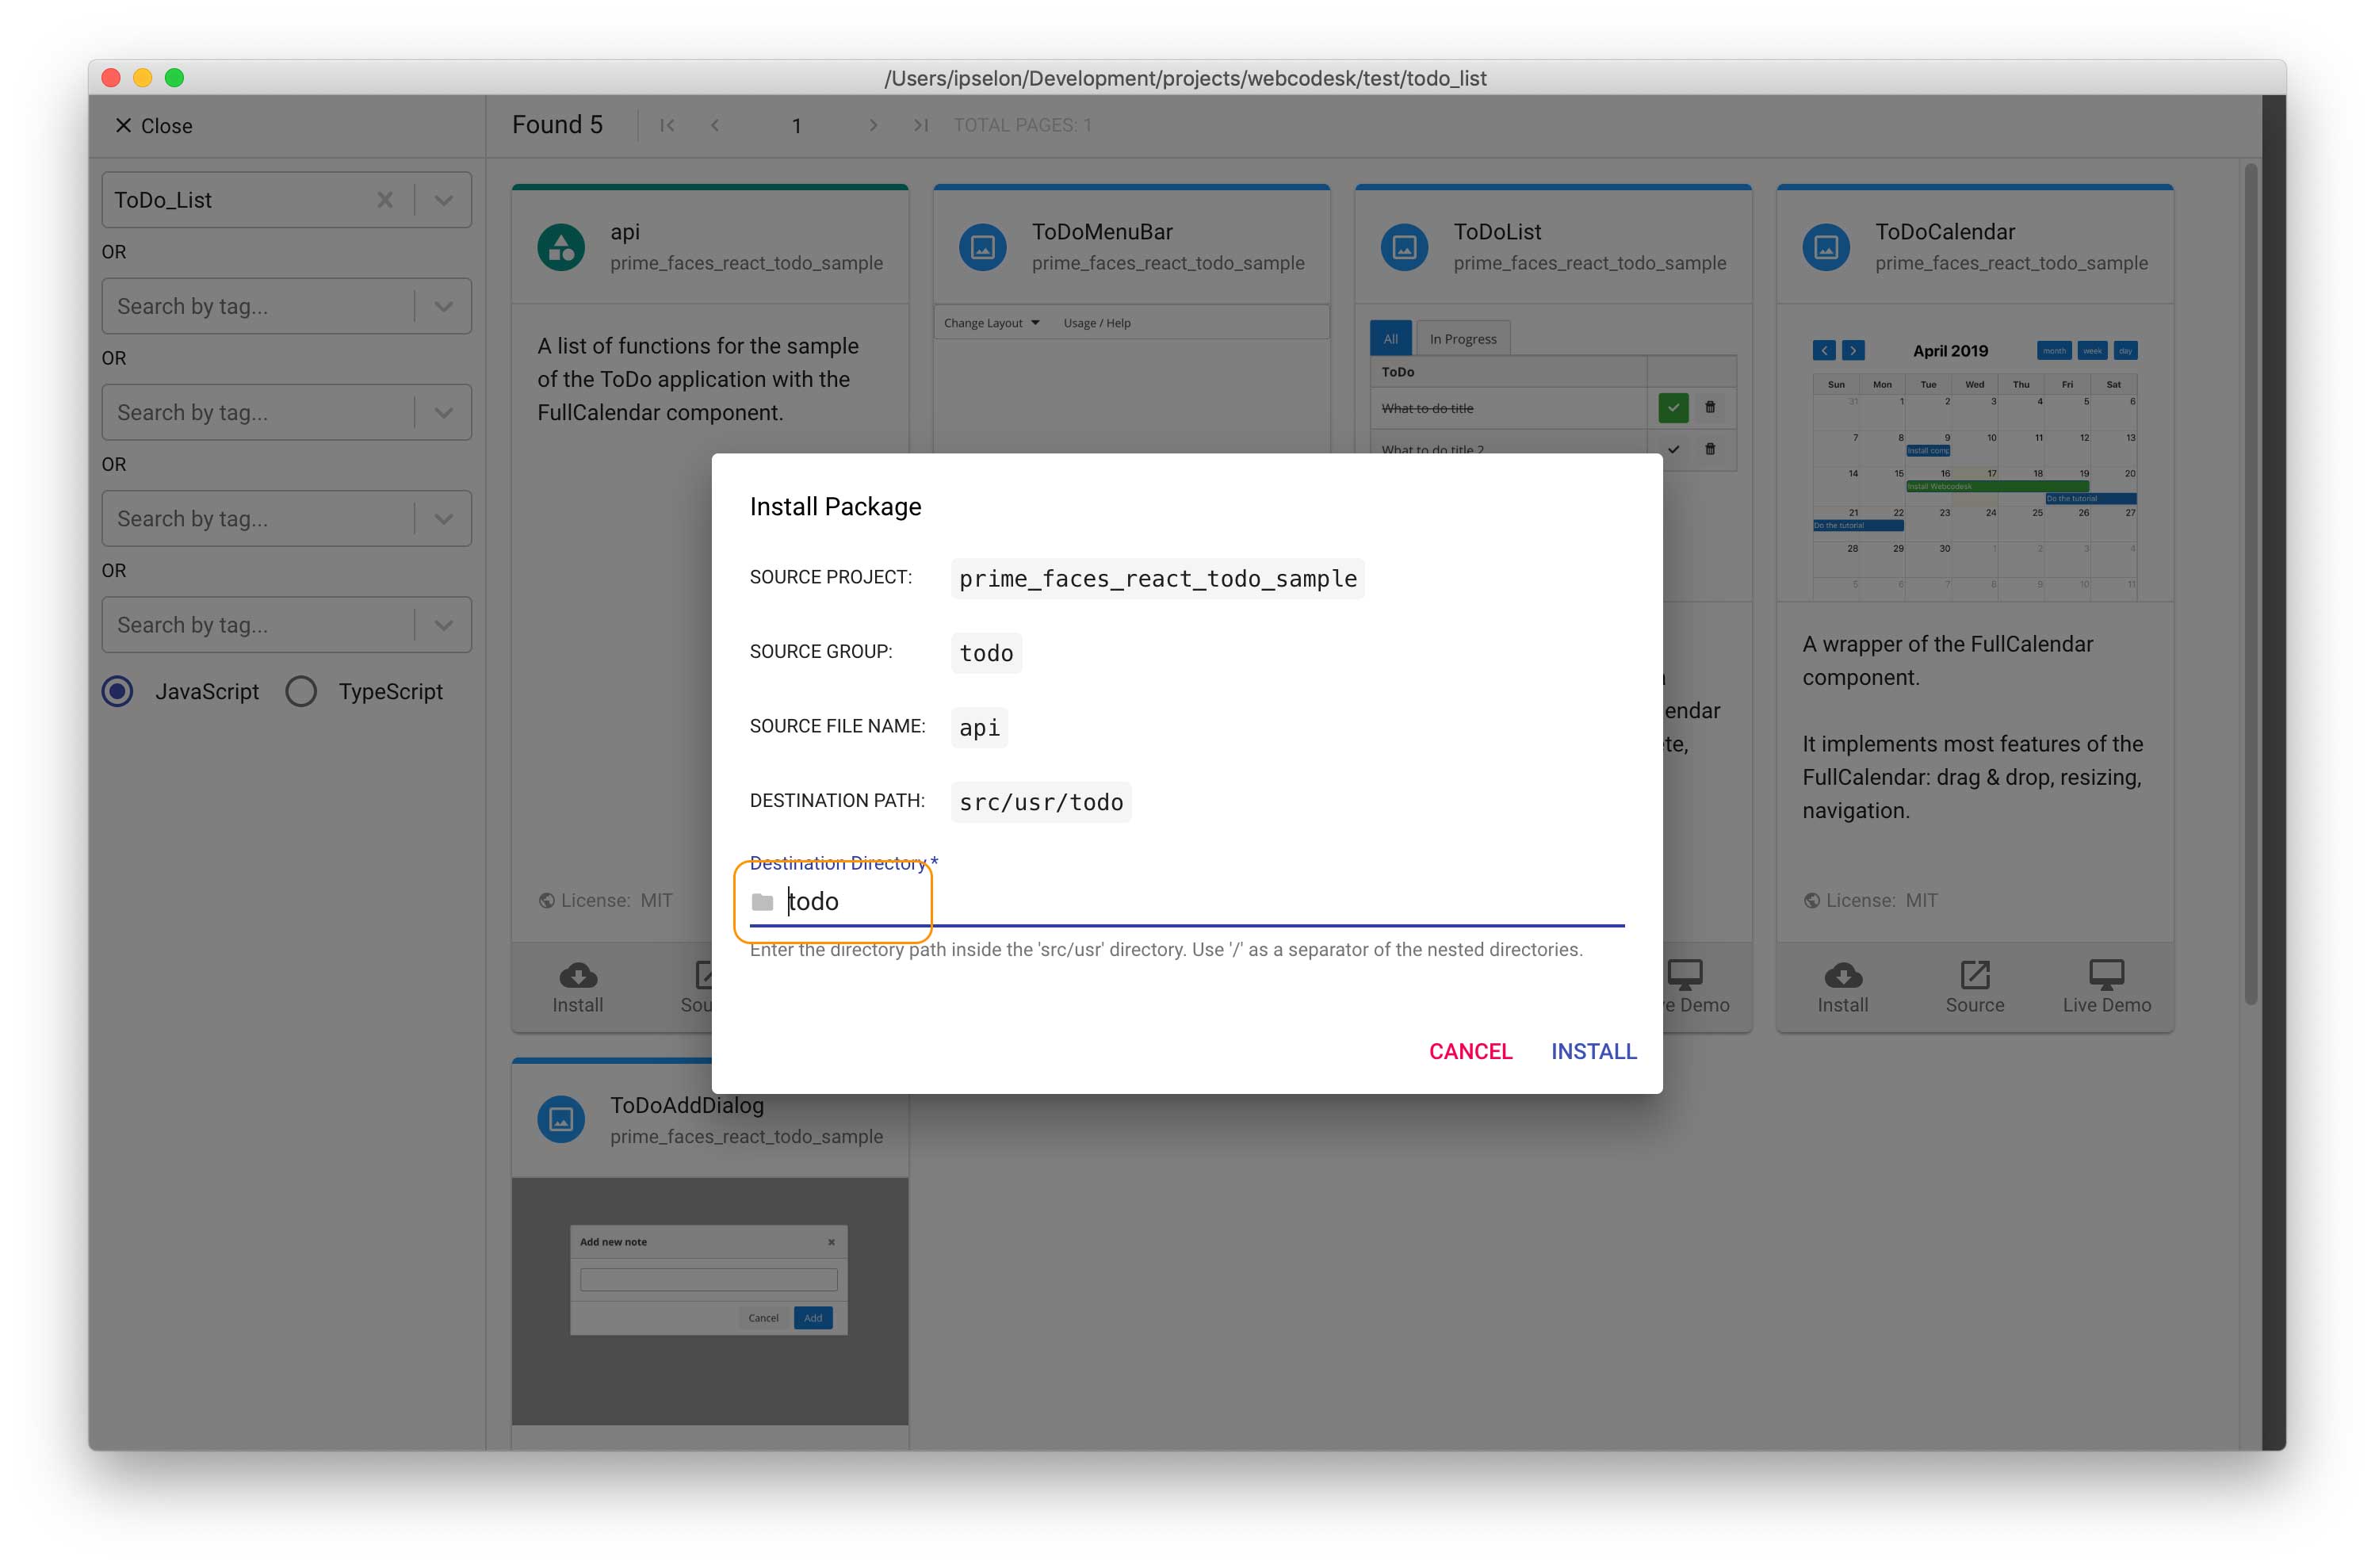 /Users/ipselon/Development/projects/webcodesk/test/todo_list
Close
Found 5
1
TOTAL PAGES: 1
ToDo_List
OR
Search by tag...
OR
Search by tag...
OR
Search by tag...
OR
Search by tag...
JavaScript
TypeScript
api
prime_faces_react_todo_sample
A list of functions for the sample
of the ToDo application with the
FullCalendar component.
License: MIT
Install
ToDoMenuBar
prime_faces_react_todo_sample
Change Layout
Usage / Help
ToDoList
prime_faces_react_todo_sample
All
In Progress
ToDo
What to do title
What to do title 2
endar
te,
e Demo
ToDoCalendar
prime_faces_react_todo_sample
April 2019
month week day
Sun Mon Tue Wed Thu Fri Sat
31 1 2 3 4 5 6
7 8 9 10 11 12 13
Install comp
14 15 16 17 18 19 20
Install Webcodesk
Do the tutorial
21 22 23 24 25 26 27
Do the tutorial
28 29 30 1 2 3 4
5 6 7 8 9 10 11
A wrapper of the FullCalendar
component.
It implements most features of the
FullCalendar: drag & drop, resizing,
navigation.
License: MIT
Install
Source
Live Demo
Install Package
SOURCE PROJECT: prime_faces_react_todo_sample
SOURCE GROUP: todo
SOURCE FILE NAME: api
DESTINATION PATH: src/usr/todo
Destination Directory *
todo
Enter the directory path inside the 'src/usr' directory. Use '/' as a separator of the nested directories.
CANCEL
INSTALL
ToDoAddDialog
prime_faces_react_todo_sample
Add new note
Cancel
Add